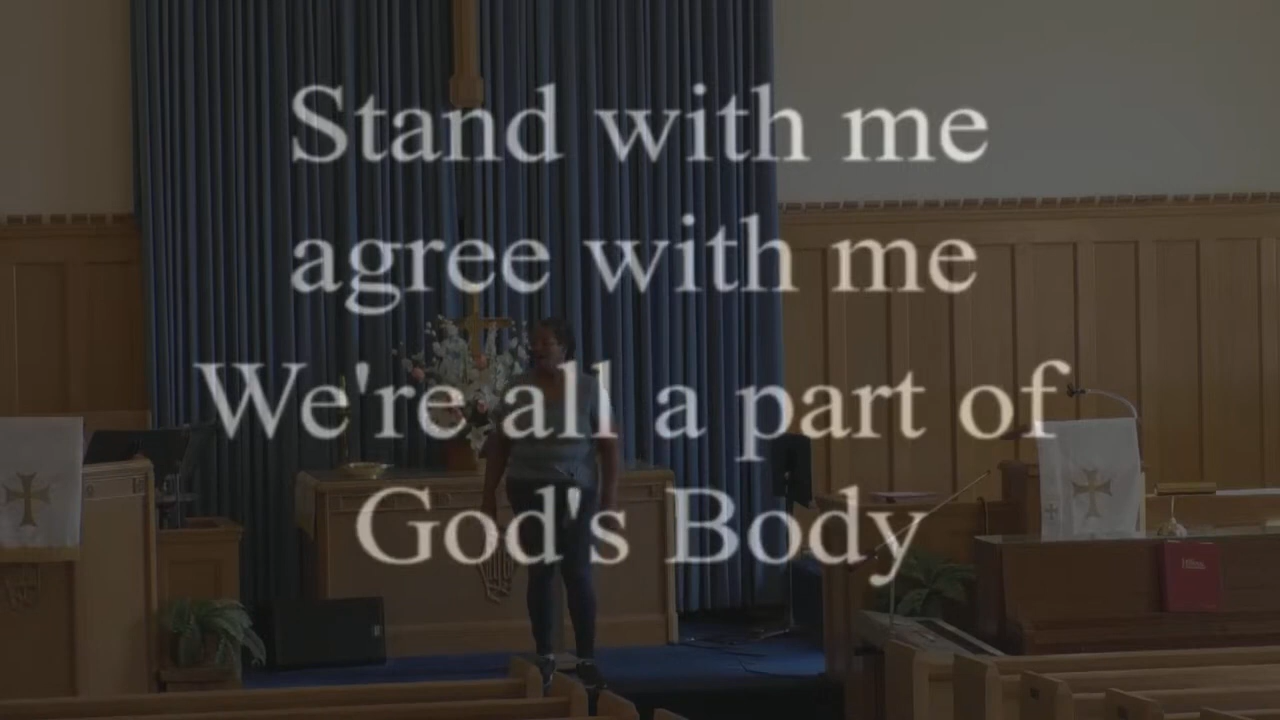 Stand with me
agree with me
We're all a part of
God's Body